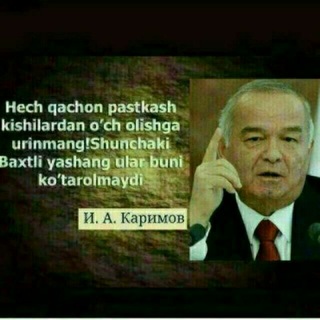 Hech qachon pastkash
kishilardan o'ch olishga
urinmang!Shunchaki
Baxtli yashang ular buni
ko'tarolmaydi
И. А. Каримов